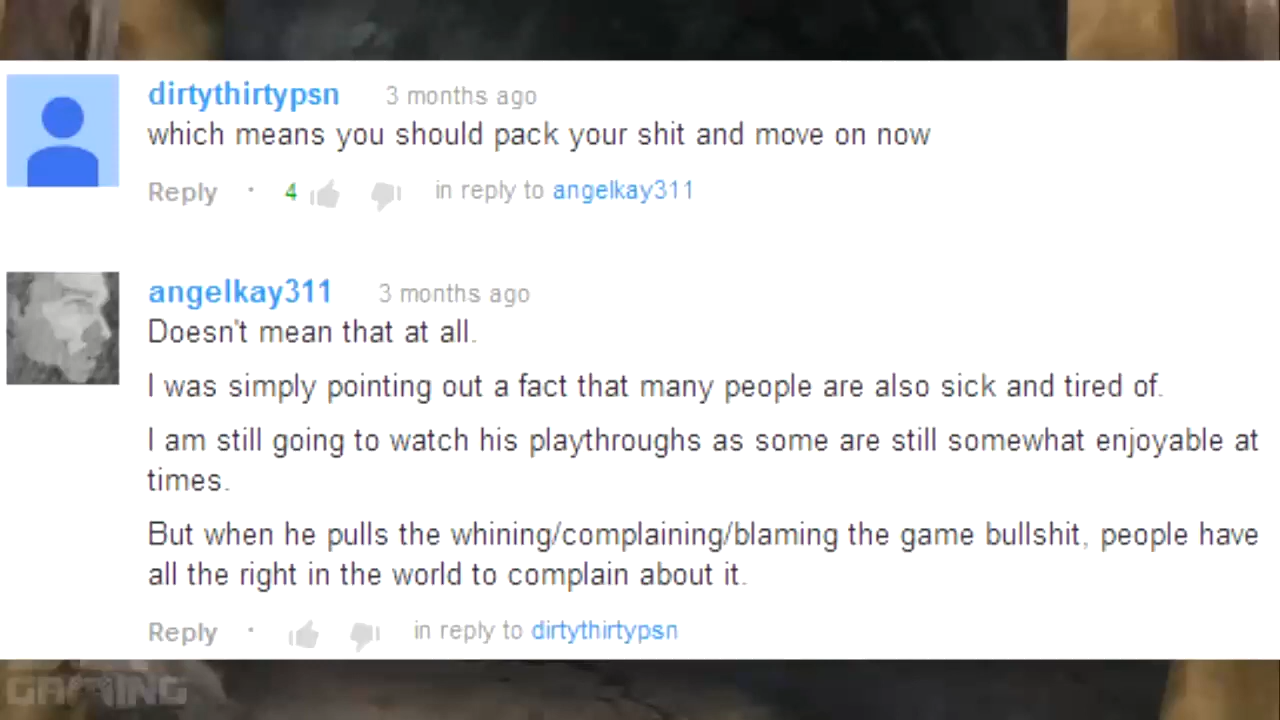 dirtythirtypsn 3 months ago
which means you should pack your shit and move on now
Reply · 4 in reply to angelkay311
angelkay311 3 months ago
Doesn't mean that at all.
I was simply pointing out a fact that many people are also sick and tired of.
I am still going to watch his playthroughs as some are still somewhat enjoyable at
times.
But when he pulls the whining/complaining/blaming the game bullshit, people have
all the right in the world to complain about it.
Reply · in reply to dirtythirtypsn
GAMING